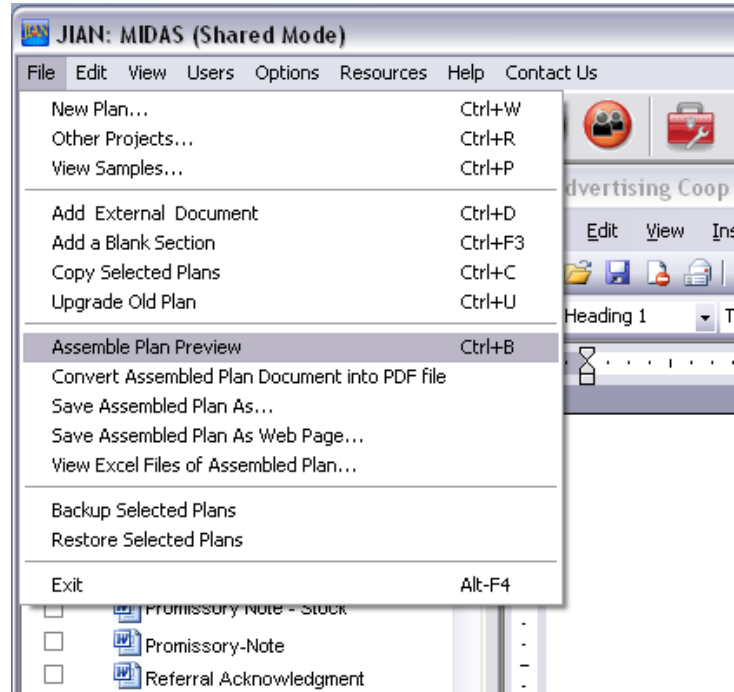 JIAN: MIDAS (Shared Mode)
File Edit View Users Options Resources Help Contact Us
New Plan... Ctrl+W
Other Projects... Ctrl+R
View Samples... Ctrl+P
Add External Document Ctrl+D
Add a Blank Section Ctrl+F3
Copy Selected Plans Ctrl+C
Upgrade Old Plan Ctrl+U
Assemble Plan Preview Ctrl+B
Convert Assembled Plan Document into PDF file
Save Assembled Plan As...
Save Assembled Plan As Web Page...
View Excel Files of Assembled Plan...
Backup Selected Plans
Restore Selected Plans
Exit Alt-F4
dvertising Coop
Edit View Ins
Heading 1 T
Promissory Note - Stock
Promissory-Note
Referral Acknowledgment